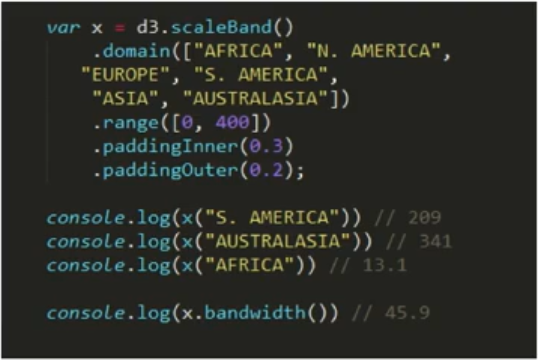 var x = d3.scaleBand()
.domain(["AFRICA", "N. AMERICA",
"EUROPE", "S. AMERICA",
"ASIA", "AUSTRALASIA"])
.range([0, 400])
.paddingInner(0.3)
.paddingOuter(0.2);
console.log(x("S. AMERICA")) // 209
console.log(x("AUSTRALASIA")) // 341
console.log(x("AFRICA")) // 13.1
console.log(x.bandwidth()) // 45.9